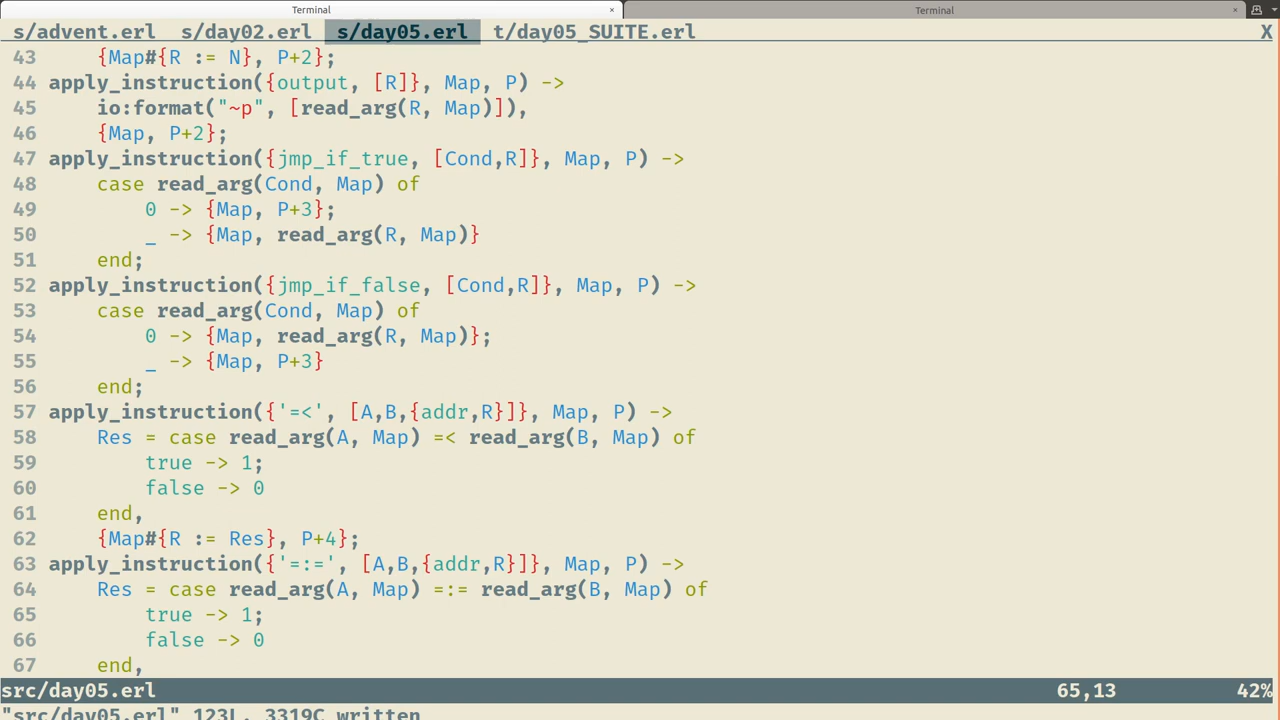 Terminal × Terminal ×
s/advent.erl s/day02.erl s/day05.erl t/day05_SUITE.erl X
43 {Map#{R := N}, P+2};
44 apply_instruction({output, [R]}, Map, P) ->
45 io:format("~p", [read_arg(R, Map)]),
46 {Map, P+2};
47 apply_instruction({jmp_if_true, [Cond,R]}, Map, P) ->
48 case read_arg(Cond, Map) of
49 0 -> {Map, P+3};
50 _ -> {Map, read_arg(R, Map)}
51 end;
52 apply_instruction({jmp_if_false, [Cond,R]}, Map, P) ->
53 case read_arg(Cond, Map) of
54 0 -> {Map, read_arg(R, Map)};
55 _ -> {Map, P+3}
56 end;
57 apply_instruction({'=<', [A,B,{addr,R}]}, Map, P) ->
58 Res = case read_arg(A, Map) =< read_arg(B, Map) of
59 true -> 1;
60 false -> 0
61 end,
62 {Map#{R := Res}, P+4};
63 apply_instruction({'=:=', [A,B,{addr,R}]}, Map, P) ->
64 Res = case read_arg(A, Map) =:= read_arg(B, Map) of
65 true -> 1;
66 false -> 0
67 end,
src/day05.erl 65,13 42%
"src/day05.erl" 123L, 3319C written